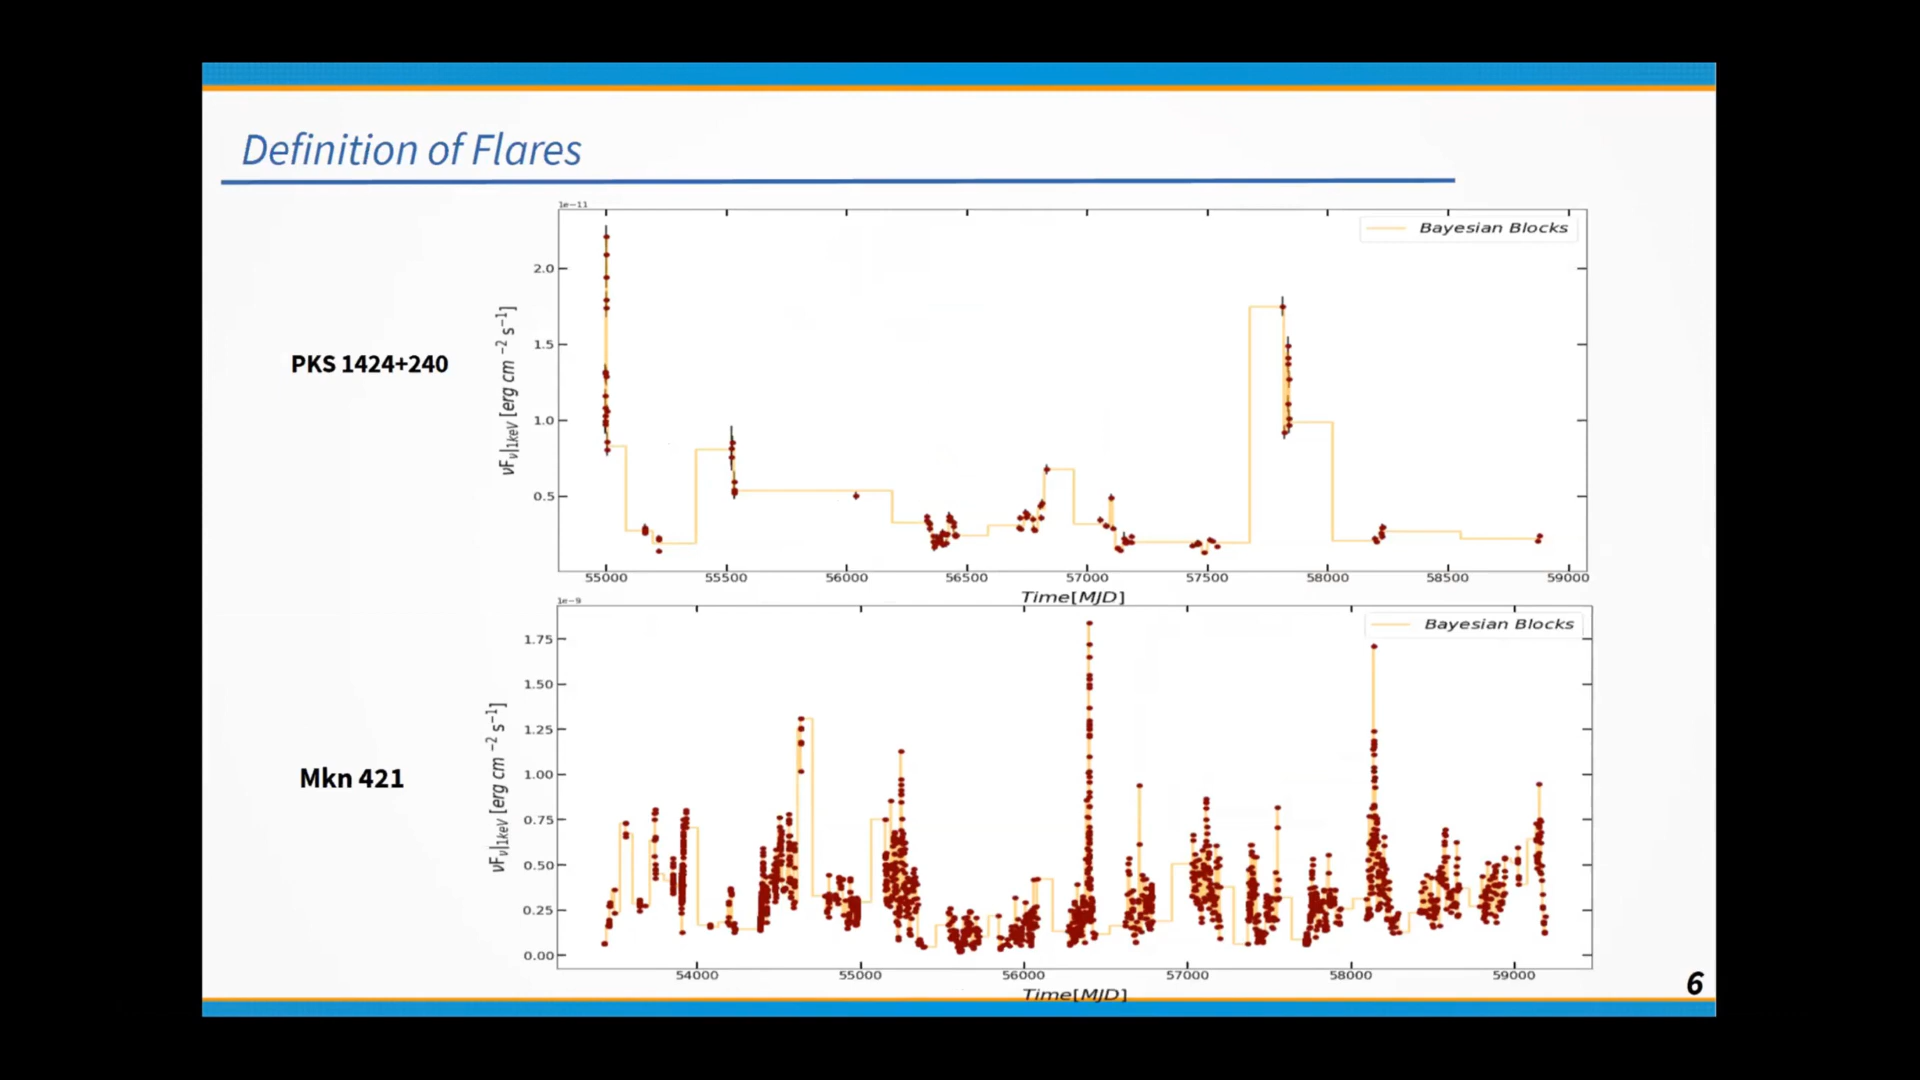 Definition of Flares
1e−11
Bayesian Blocks
2.0
1.5
1.0
0.5
νFν|1keV [erg cm −2 s−1]
PKS 1424+240
55000 55500 56000 56500 57000 57500 58000 58500 59000
Time[MJD]
1e−9
Bayesian Blocks
1.75
1.50
1.25
1.00
0.75
0.50
0.25
0.00
νFν|1keV [erg cm −2 s−1]
Mkn 421
54000 55000 56000 57000 58000 59000
Time[MJD]
6